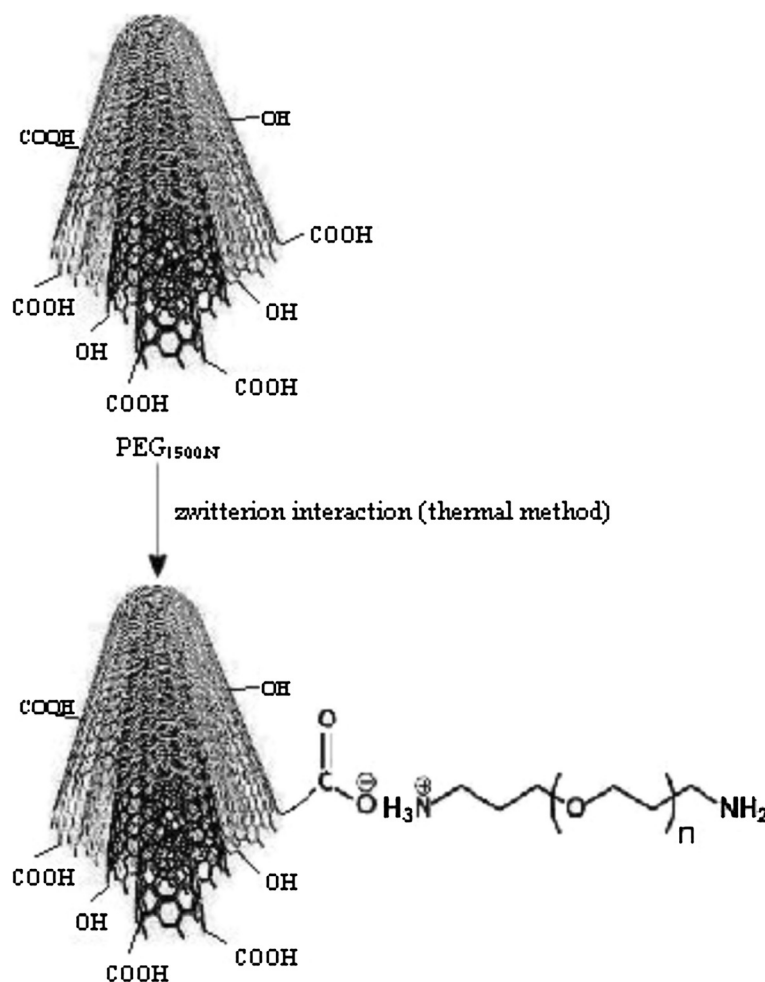 OH
COOH
COOH
COOH
OH
OH
COOH
COOH
PEG1500N
zwitterion interaction (thermal method)
O
OH
COOH
C
⊖
⊕
O
H3N
O
NH2
n
COOH
OH
OH
COOH
COOH